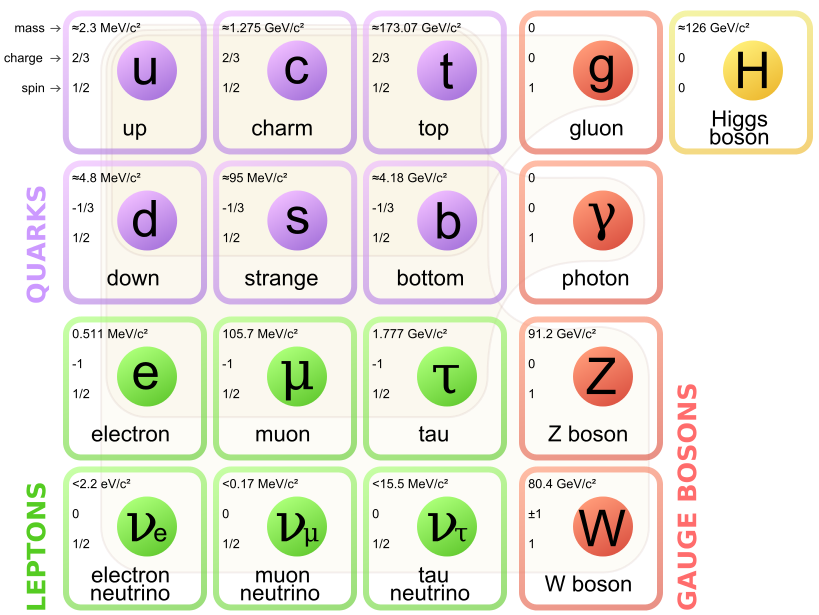 mass →
charge →
spin →
≈2.3 MeV/c²
2/3
1/2
u
up
≈1.275 GeV/c²
2/3
1/2
c
charm
≈173.07 GeV/c²
2/3
1/2
t
top
0
0
1
g
gluon
≈126 GeV/c²
0
0
H
Higgs
boson
QUARKS
≈4.8 MeV/c²
-1/3
1/2
d
down
≈95 MeV/c²
-1/3
1/2
s
strange
≈4.18 GeV/c²
-1/3
1/2
b
bottom
0
0
1
γ
photon
0.511 MeV/c²
-1
1/2
e
electron
105.7 MeV/c²
-1
1/2
μ
muon
1.777 GeV/c²
-1
1/2
τ
tau
91.2 GeV/c²
0
1
Z
Z boson
GAUGE BOSONS
LEPTONS
<2.2 eV/c²
0
1/2
νe
electron
neutrino
<0.17 MeV/c²
0
1/2
νμ
muon
neutrino
<15.5 MeV/c²
0
1/2
ντ
tau
neutrino
80.4 GeV/c²
±1
1
W
W boson